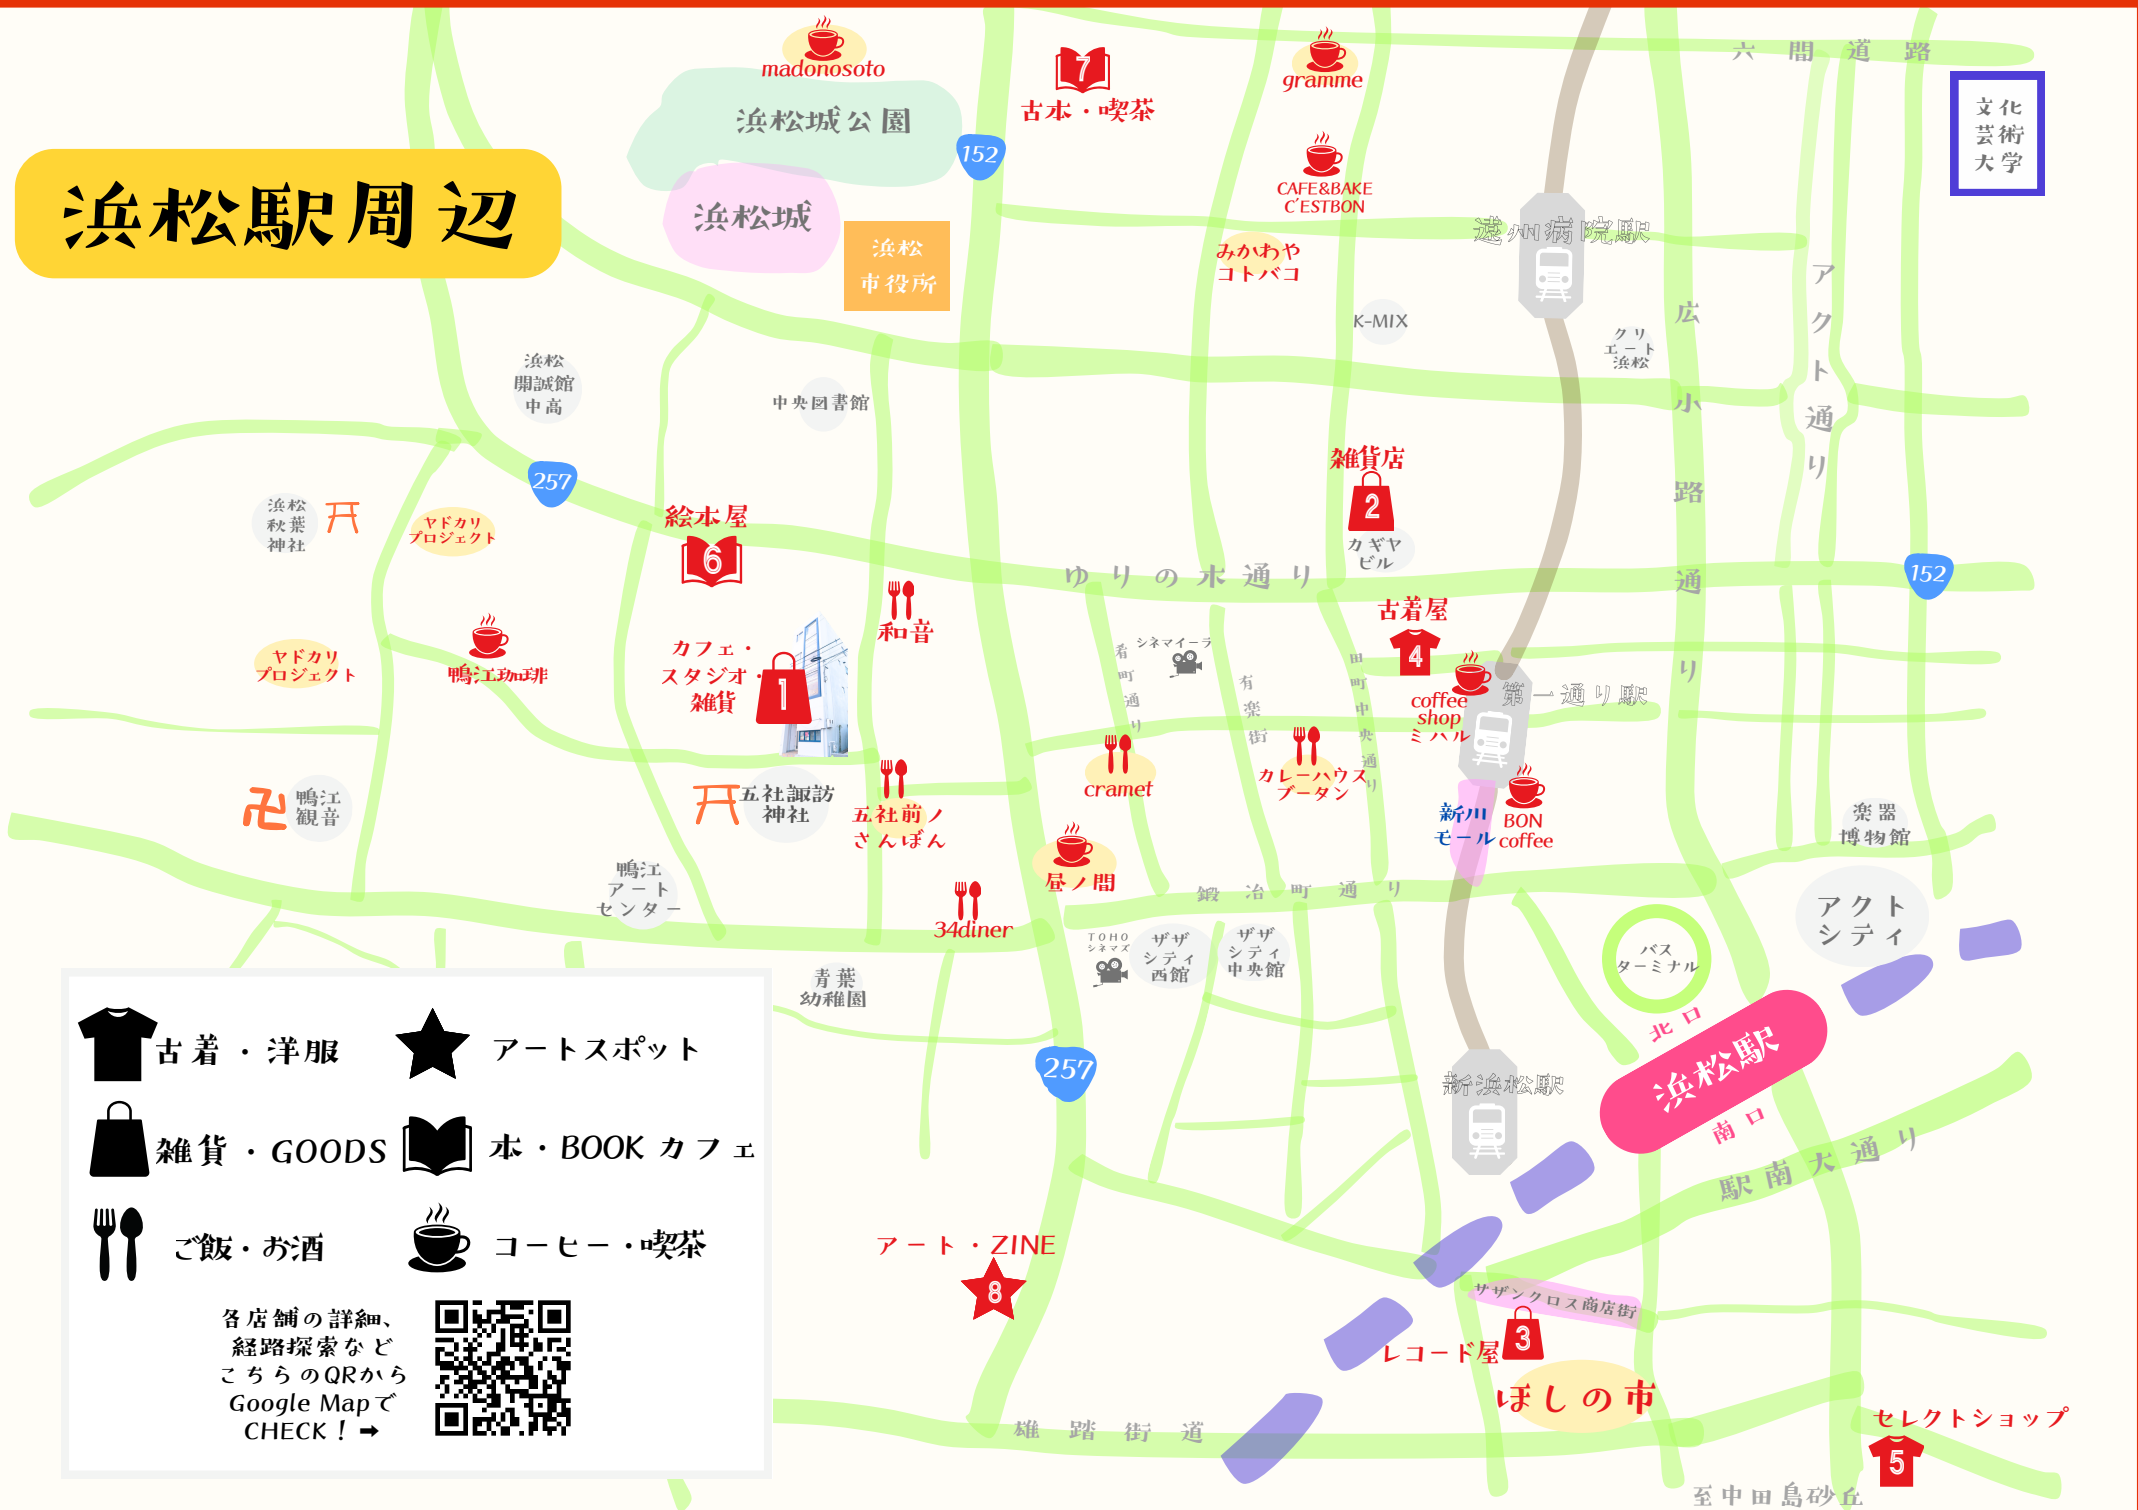 浜松駅周辺
madonosoto
浜松城公園
152
浜松城
浜松
市役所
7
古本・喫茶
gramme
CAFE&BAKE
C'ESTBON
みかわや
コトバコ
K-MIX
六間道路
文化
芸術
大学
遠州病院駅
クリ
エート
浜松
広小路通り
アクト通り
浜松
開誠館
中高
中央図書館
257
浜松
秋葉
神社
ヤドカリ
プロジェクト
絵本屋
6
雑貨店
2
カギヤ
ビル
ゆりの木通り
152
和音
カフェ・
スタジオ・
雑貨
1
ヤドカリ
プロジェクト
鴨江珈琲
古着屋
4
シネマイーラ
肴町通り
有楽街
田町中央通り
coffee
shop
ミハル
第一通り駅
cramet
カレーハウス
ブータン
新川
モール
BON
coffee
鴨江
観音
五社諏訪
神社
五社前ノ
さんぼん
昼ノ間
鍛冶町通り
楽器
博物館
アクト
シティ
鴨江
アート
センター
34diner
TOHO
シネマズ
ザザ
シティ
西館
ザザ
シティ
中央館
バス
ターミナル
青葉
幼稚園
北口
浜松駅
南口
257
新浜松駅
駅南大通り
アート・ZINE
8
サザンクロス商店街
レコード屋
3
ほしの市
雄踏街道
セレクトショップ
5
至中田島砂丘
古着・洋服
アートスポット
雑貨・GOODS
本・BOOKカフェ
ご飯・お酒
コーヒー・喫茶
各店舗の詳細、
経路探索など
こちらのQRから
Google Mapで
CHECK！➡